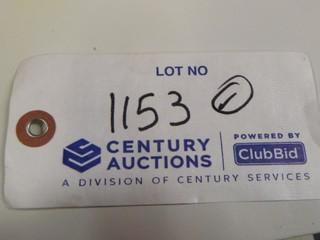 LOT NO
1153
CENTURY AUCTIONS
POWERED BY
ClubBid
A DIVISION OF CENTURY SERVICES